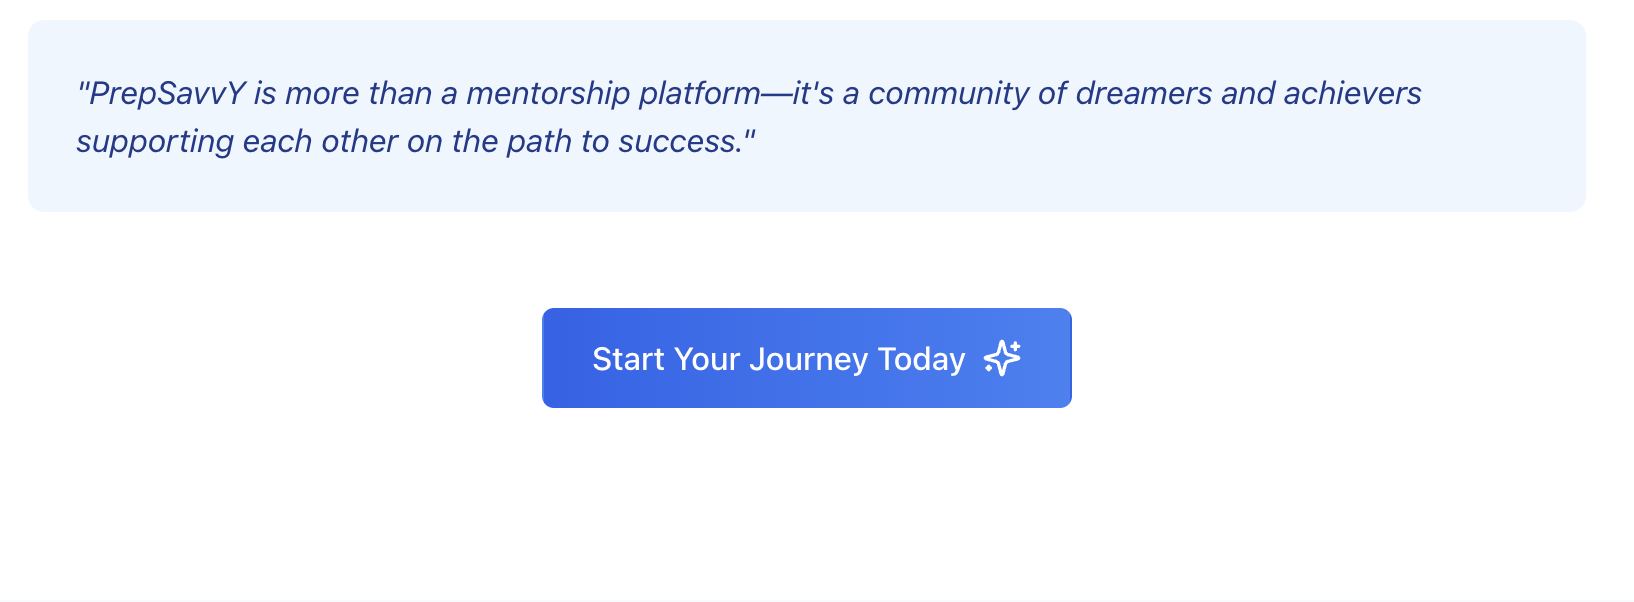 "PrepSavvY is more than a mentorship platform—it's a community of dreamers and achievers
supporting each other on the path to success."
Start Your Journey Today